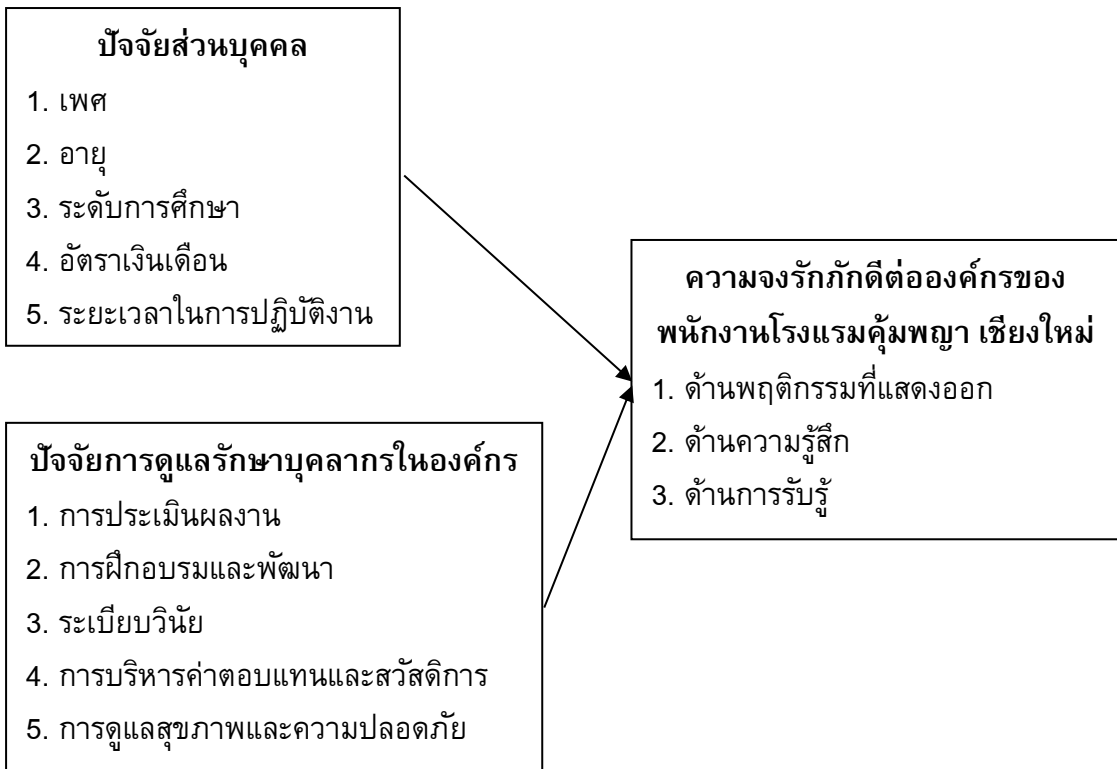 ปัจจัยส่วนบุคคล
1. เพศ
2. อายุ
3. ระดับการศึกษา
4. อัตราเงินเดือน
5. ระยะเวลาในการปฏิบัติงาน
ปัจจัยการดูแลรักษาบุคลากรในองค์กร
1. การประเมินผลงาน
2. การฝึกอบรมและพัฒนา
3. ระเบียบวินัย
4. การบริหารค่าตอบแทนและสวัสดิการ
5. การดูแลสุขภาพและความปลอดภัย
ความจงรักภักดีต่อองค์กรของ
พนักงานโรงแรมคุ้มพญา เชียงใหม่
1. ด้านพฤติกรรมที่แสดงออก
2. ด้านความรู้สึก
3. ด้านการรับรู้